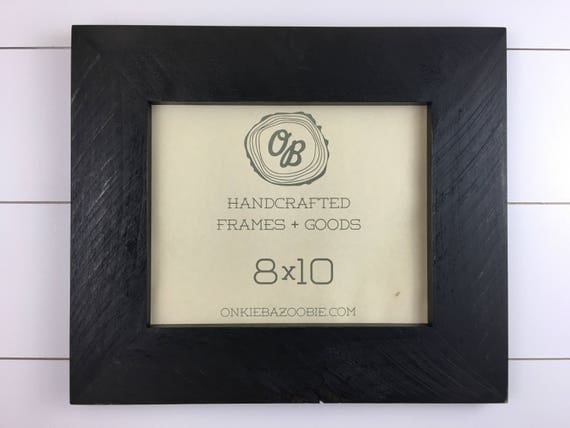 OB
HANDCRAFTED
FRAMES + GOODS
8x10
ONKIEBAZOOBIE.COM